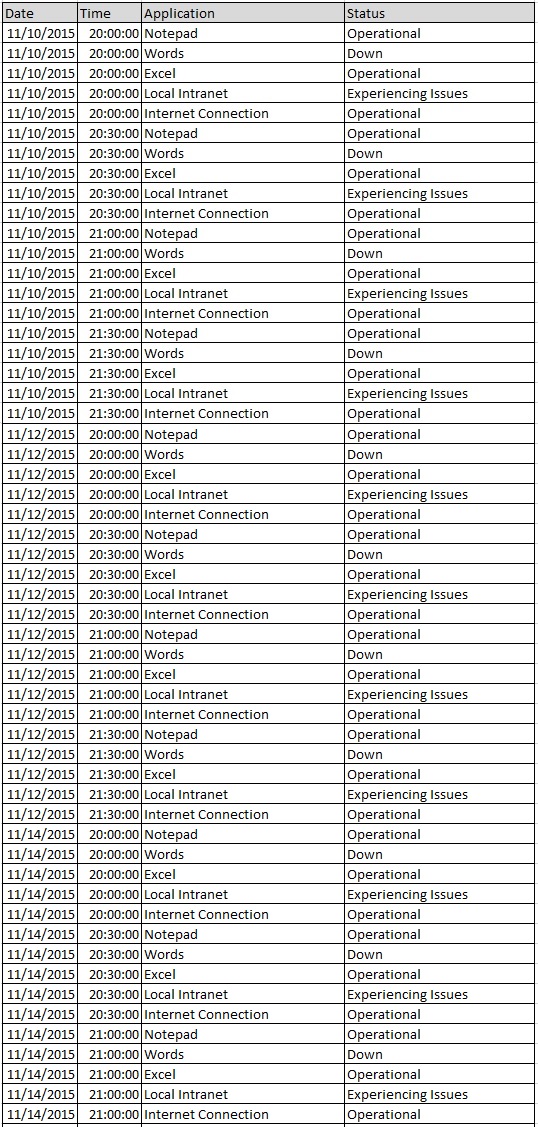 Date Time Application Status
11/10/2015 20:00:00 Notepad Operational
11/10/2015 20:00:00 Words Down
11/10/2015 20:00:00 Excel Operational
11/10/2015 20:00:00 Local Intranet Experiencing Issues
11/10/2015 20:00:00 Internet Connection Operational
11/10/2015 20:30:00 Notepad Operational
11/10/2015 20:30:00 Words Down
11/10/2015 20:30:00 Excel Operational
11/10/2015 20:30:00 Local Intranet Experiencing Issues
11/10/2015 20:30:00 Internet Connection Operational
11/10/2015 21:00:00 Notepad Operational
11/10/2015 21:00:00 Words Down
11/10/2015 21:00:00 Excel Operational
11/10/2015 21:00:00 Local Intranet Experiencing Issues
11/10/2015 21:00:00 Internet Connection Operational
11/10/2015 21:30:00 Notepad Operational
11/10/2015 21:30:00 Words Down
11/10/2015 21:30:00 Excel Operational
11/10/2015 21:30:00 Local Intranet Experiencing Issues
11/10/2015 21:30:00 Internet Connection Operational
11/12/2015 20:00:00 Notepad Operational
11/12/2015 20:00:00 Words Down
11/12/2015 20:00:00 Excel Operational
11/12/2015 20:00:00 Local Intranet Experiencing Issues
11/12/2015 20:00:00 Internet Connection Operational
11/12/2015 20:30:00 Notepad Operational
11/12/2015 20:30:00 Words Down
11/12/2015 20:30:00 Excel Operational
11/12/2015 20:30:00 Local Intranet Experiencing Issues
11/12/2015 20:30:00 Internet Connection Operational
11/12/2015 21:00:00 Notepad Operational
11/12/2015 21:00:00 Words Down
11/12/2015 21:00:00 Excel Operational
11/12/2015 21:00:00 Local Intranet Experiencing Issues
11/12/2015 21:00:00 Internet Connection Operational
11/12/2015 21:30:00 Notepad Operational
11/12/2015 21:30:00 Words Down
11/12/2015 21:30:00 Excel Operational
11/12/2015 21:30:00 Local Intranet Experiencing Issues
11/12/2015 21:30:00 Internet Connection Operational
11/14/2015 20:00:00 Notepad Operational
11/14/2015 20:00:00 Words Down
11/14/2015 20:00:00 Excel Operational
11/14/2015 20:00:00 Local Intranet Experiencing Issues
11/14/2015 20:00:00 Internet Connection Operational
11/14/2015 20:30:00 Notepad Operational
11/14/2015 20:30:00 Words Down
11/14/2015 20:30:00 Excel Operational
11/14/2015 20:30:00 Local Intranet Experiencing Issues
11/14/2015 20:30:00 Internet Connection Operational
11/14/2015 21:00:00 Notepad Operational
11/14/2015 21:00:00 Words Down
11/14/2015 21:00:00 Excel Operational
11/14/2015 21:00:00 Local Intranet Experiencing Issues
11/14/2015 21:00:00 Internet Connection Operational